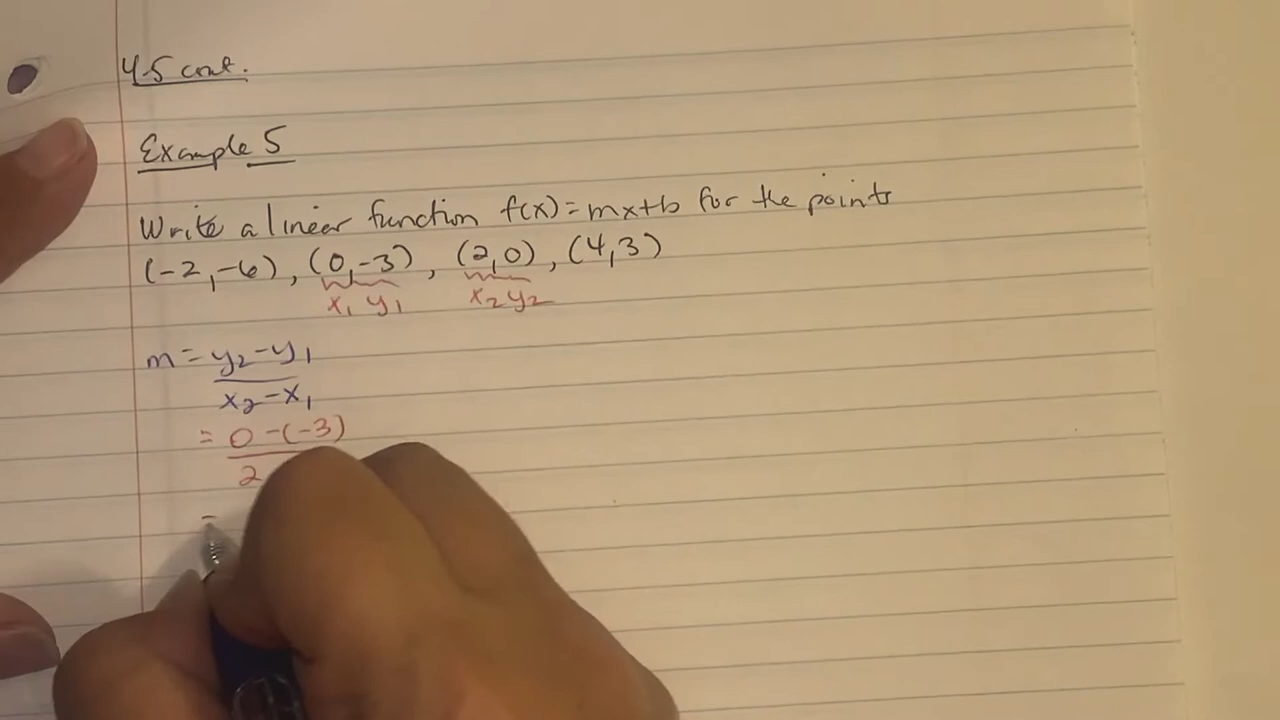 4.5 cont.
Example 5
Write a linear function f(x)=mx+b for the points
(-2,-6), (0,-3), (2,0), (4,3)
x₁ y₁ x₂ y₂
m = y₂-y₁
x₂-x₁
= 0-(-3)
2